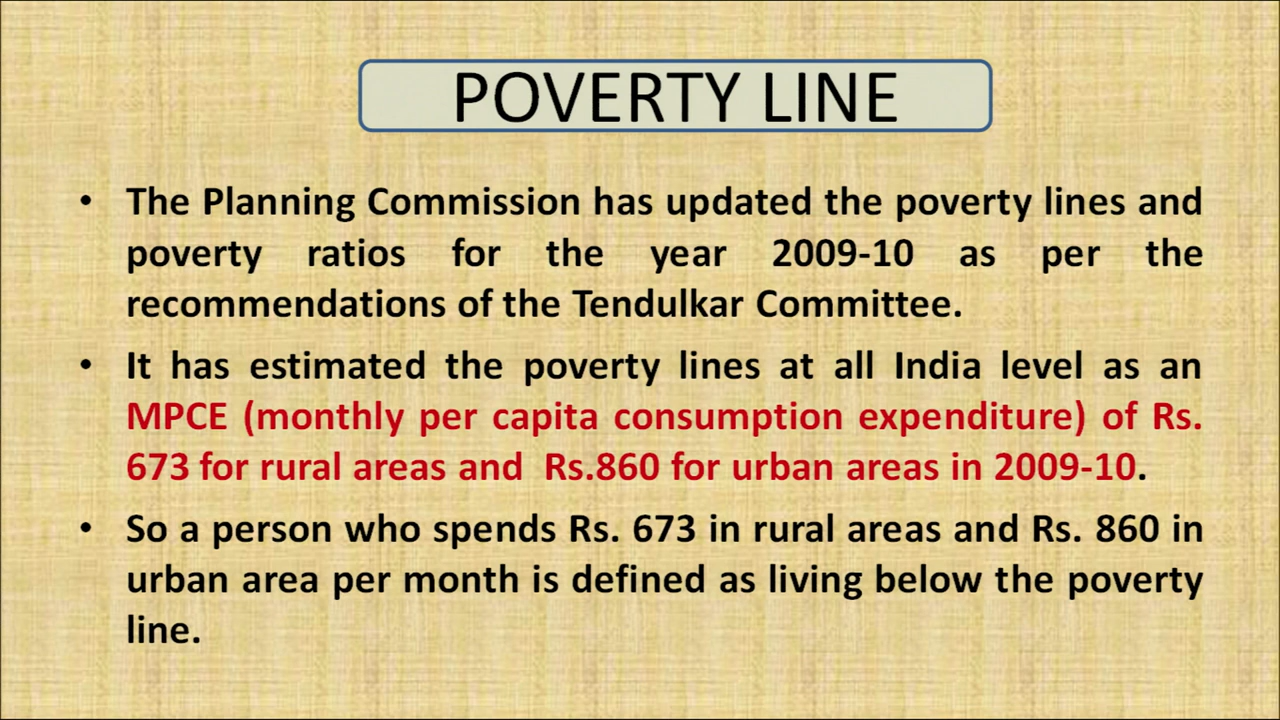 POVERTY LINE
• The Planning Commission has updated the poverty lines and
poverty ratios for the year 2009-10 as per the
recommendations of the Tendulkar Committee.
• It has estimated the poverty lines at all India level as an
MPCE (monthly per capita consumption expenditure) of Rs.
673 for rural areas and Rs.860 for urban areas in 2009-10.
• So a person who spends Rs. 673 in rural areas and Rs. 860 in
urban area per month is defined as living below the poverty
line.